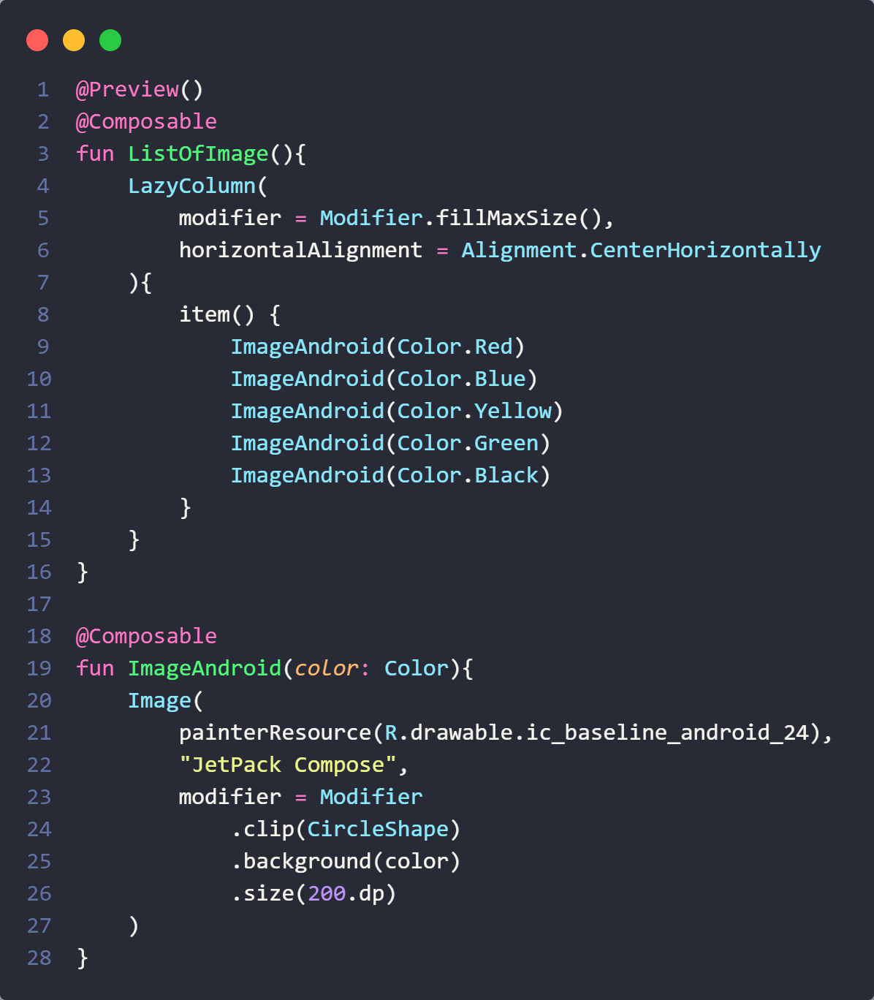 1 @Preview()
2 @Composable
3 fun ListOfImage(){
4     LazyColumn(
5         modifier = Modifier.fillMaxSize(),
6         horizontalAlignment = Alignment.CenterHorizontally
7     ){
8         item() {
9             ImageAndroid(Color.Red)
10             ImageAndroid(Color.Blue)
11             ImageAndroid(Color.Yellow)
12             ImageAndroid(Color.Green)
13             ImageAndroid(Color.Black)
14         }
15     }
16 }
17
18 @Composable
19 fun ImageAndroid(color: Color){
20     Image(
21         painterResource(R.drawable.ic_baseline_android_24),
22         "JetPack Compose",
23         modifier = Modifier
24             .clip(CircleShape)
25             .background(color)
26             .size(200.dp)
27     )
28 }